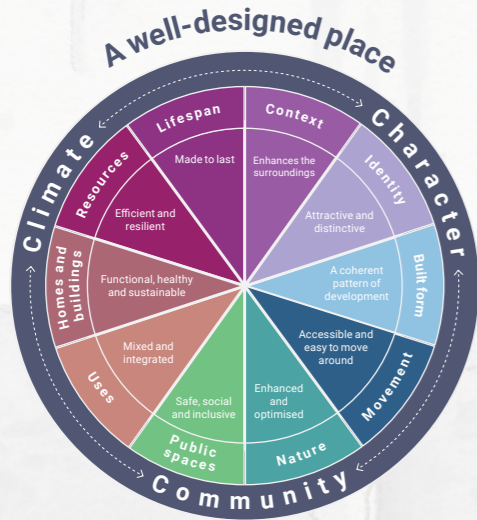 A well-designed place
Climate
Character
Community
Context
Enhances the
surroundings
Identity
Attractive and
distinctive
Built form
A coherent
pattern of
development
Movement
Accessible and
easy to move
around
Nature
Enhanced
and
optimised
Public
spaces
Safe, social
and inclusive
Uses
Mixed and
integrated
Homes and
buildings
Functional, healthy
and sustainable
Resources
Efficient and
resilient
Lifespan
Made to last